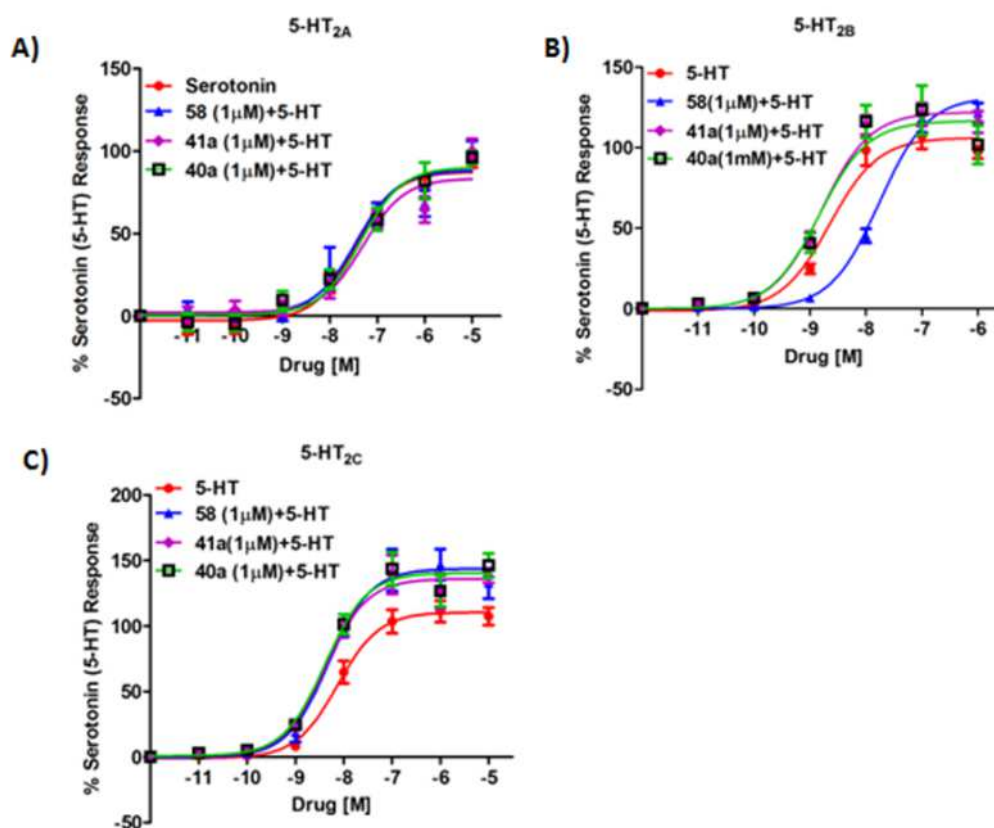 A)
5-HT2A
% Serotonin (5-HT) Response
150
100
50
0
-50
Serotonin
58 (1μM)+5-HT
41a (1μM)+5-HT
40a (1μM)+5-HT
-11 -10 -9 -8 -7 -6 -5
Drug [M]
B)
5-HT2B
% Serotonin (5-HT) Response
150
100
50
0
-50
5-HT
58(1μM)+5-HT
41a(1μM)+5-HT
40a(1mM)+5-HT
-11 -10 -9 -8 -7 -6
Drug [M]
C)
5-HT2C
% Serotonin (5-HT) Response
200
150
100
50
0
-50
5-HT
58 (1μM)+5-HT
41a(1μM)+5-HT
40a (1μM)+5-HT
-11 -10 -9 -8 -7 -6 -5
Drug [M]